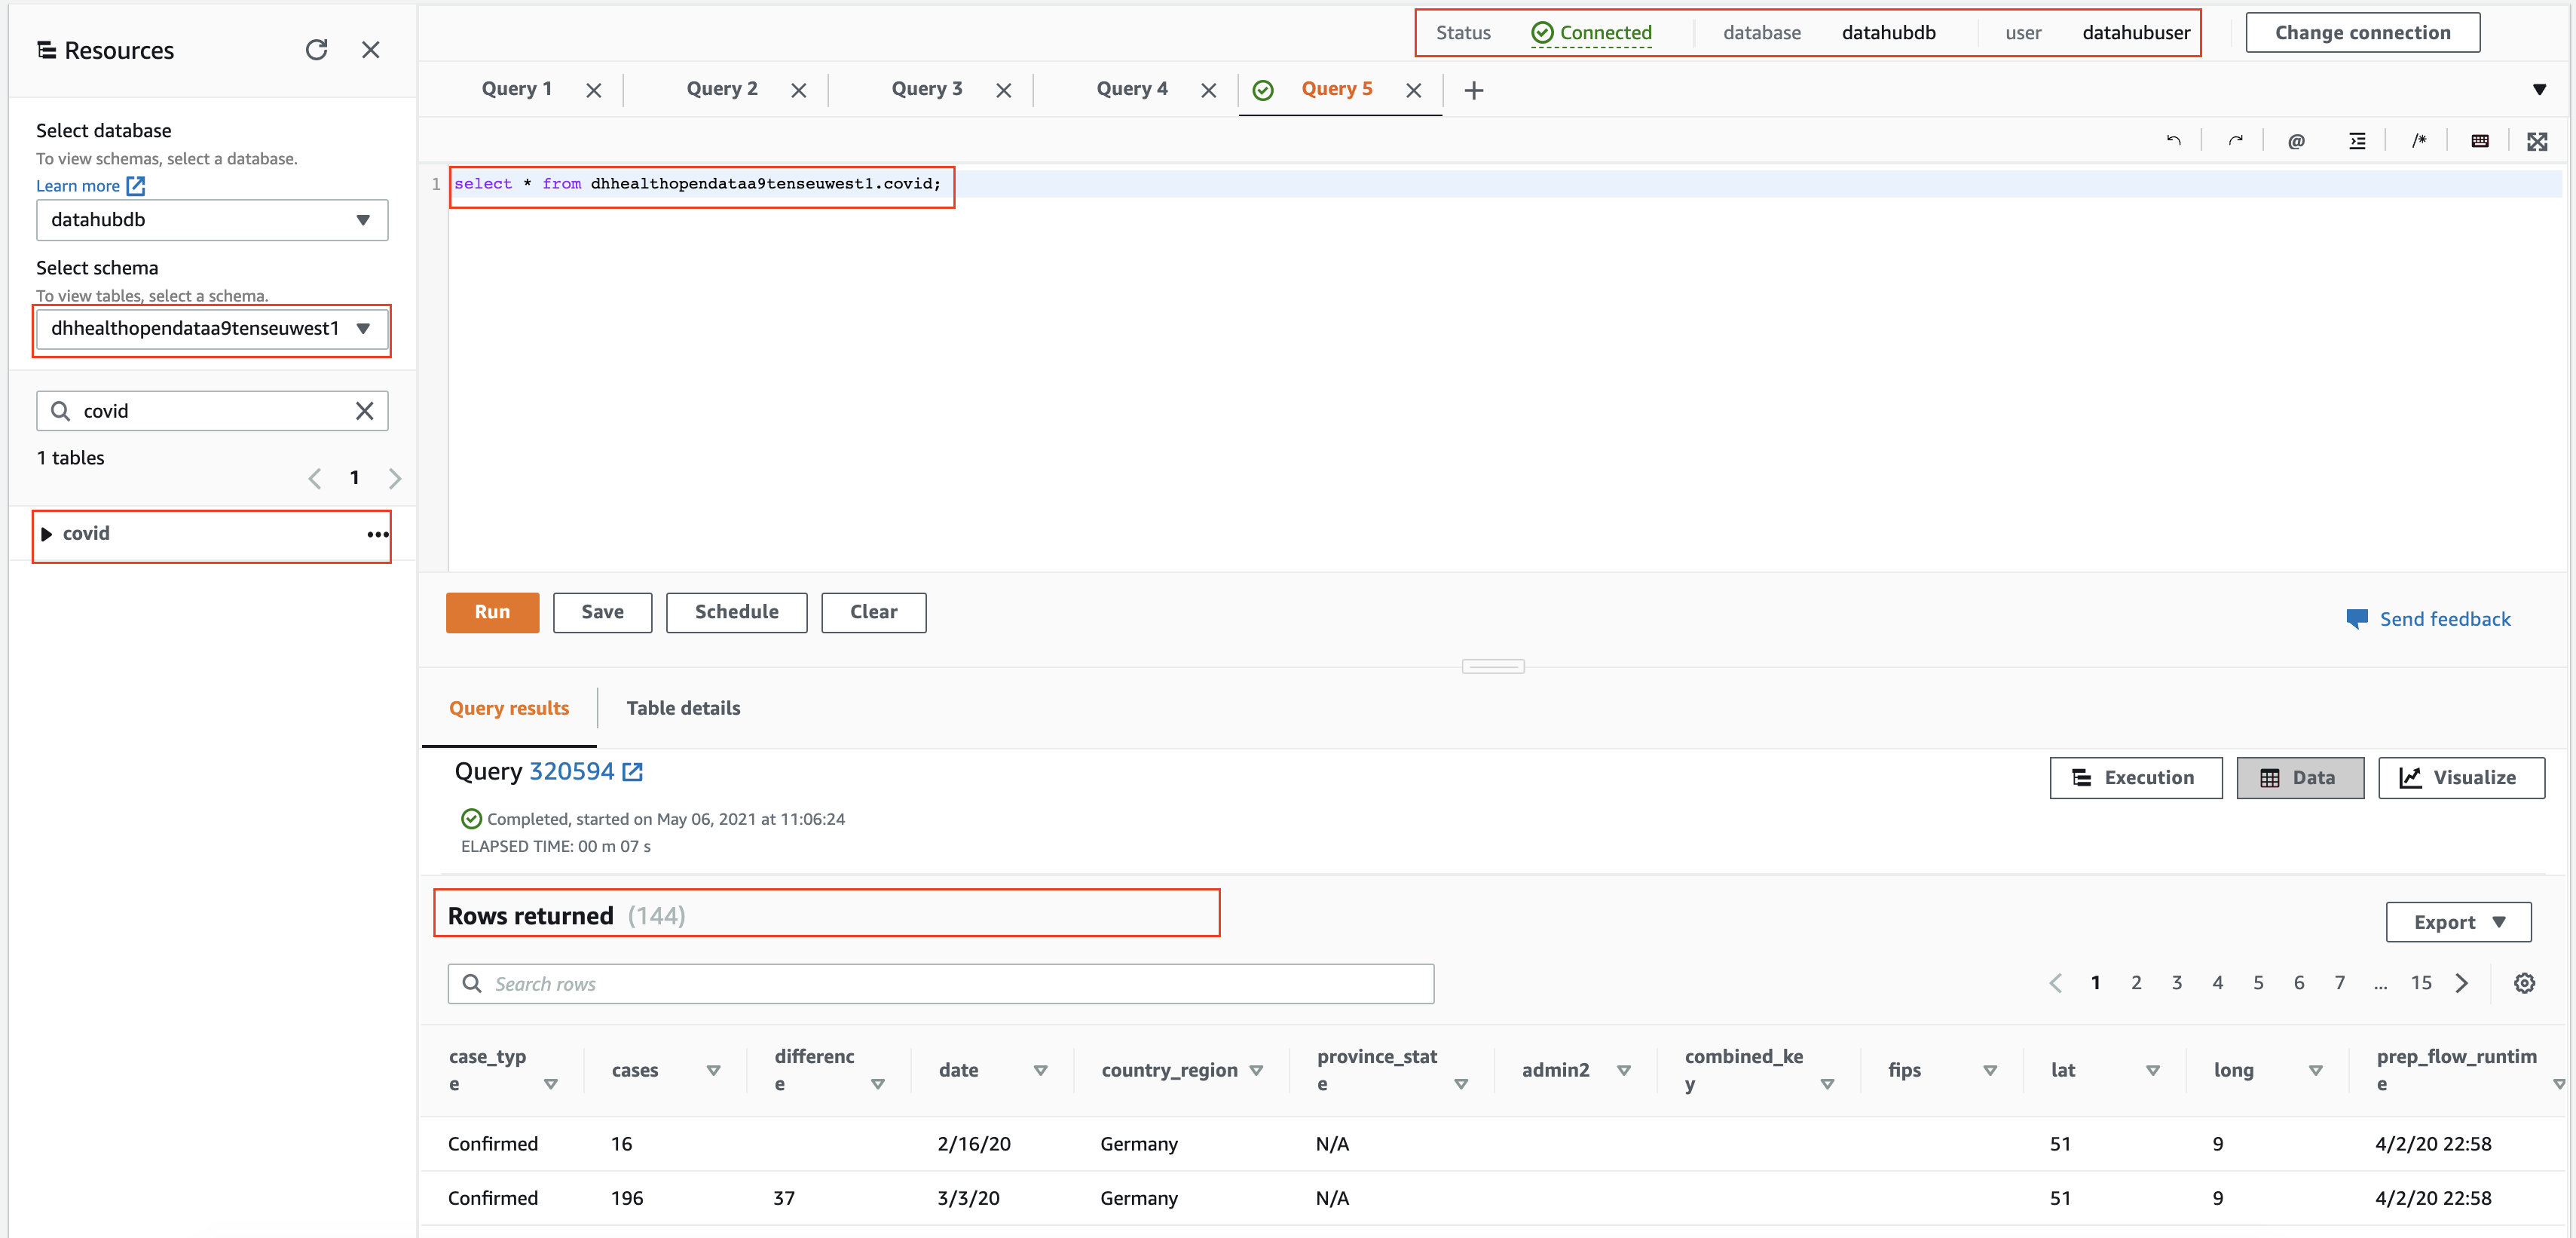 Resources
Status Connected database datahubdb user datahubuser Change connection
Query 1 Query 2 Query 3 Query 4 Query 5
Select database
To view schemas, select a database.
Learn more
datahubdb
Select schema
To view tables, select a schema.
dhhealthopendataa9tenseuwest1
covid
1 tables
1
covid
@ /*
1 select * from dhhealthopendataa9tenseuwest1.covid;
Run Save Schedule Clear
Send feedback
Query results Table details
Query 320594
Execution Data Visualize
Completed, started on May 06, 2021 at 11:06:24
ELAPSED TIME: 00 m 07 s
Rows returned (144)
Export
Search rows
1 2 3 4 5 6 7 ... 15
case_type cases difference date country_region province_state admin2 combined_key fips lat long prep_flow_runtime
Confirmed 16 2/16/20 Germany N/A 51 9 4/2/20 22:58
Confirmed 196 37 3/3/20 Germany N/A 51 9 4/2/20 22:58